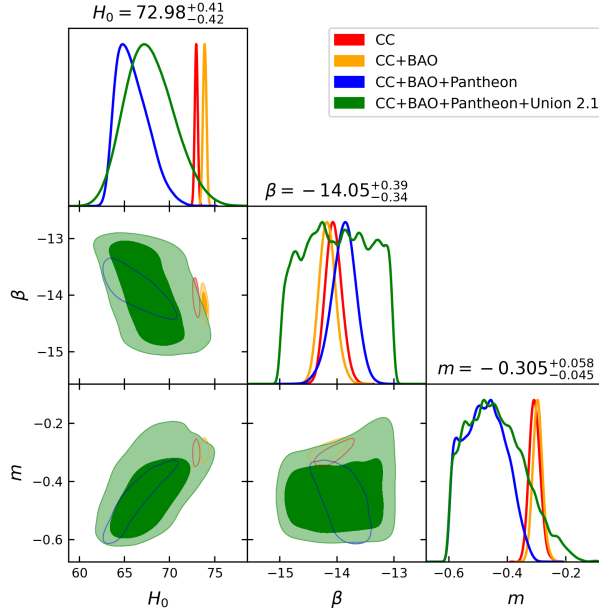 H₀ = 72.98⁺⁰·⁴¹₋₀.₄₂
CC
CC+BAO
CC+BAO+Pantheon
CC+BAO+Pantheon+Union 2.1
β = −14.05⁺⁰·³⁹₋₀.₃₄
−13
−14
−15
β
m = −0.305⁺⁰·⁰⁵⁸₋₀.₀₄₅
−0.2
−0.4
−0.6
m
60 65 70 75 −15 −14 −13 −0.6 −0.4 −0.2
H₀ β m